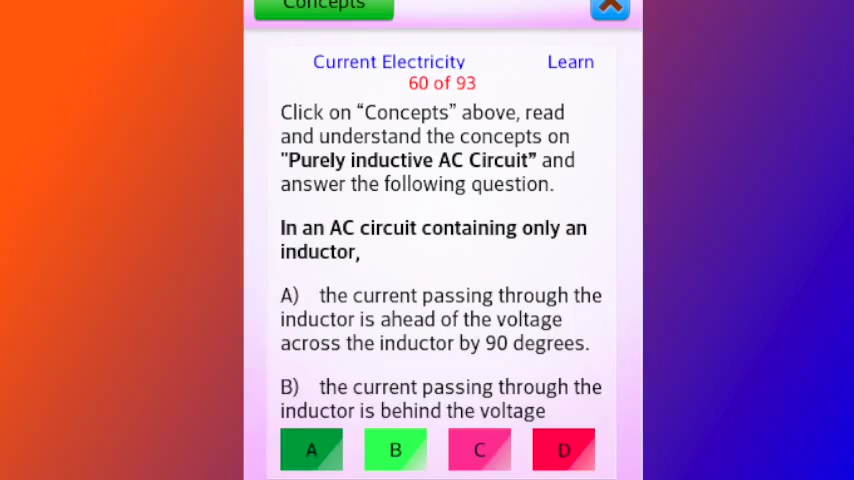 Concepts
Current Electricity Learn
60 of 93
Click on “Concepts” above, read
and understand the concepts on
"Purely inductive AC Circuit” and
answer the following question.
In an AC circuit containing only an
inductor,
A) the current passing through the
inductor is ahead of the voltage
across the inductor by 90 degrees.
B) the current passing through the
inductor is behind the voltage
A B C D